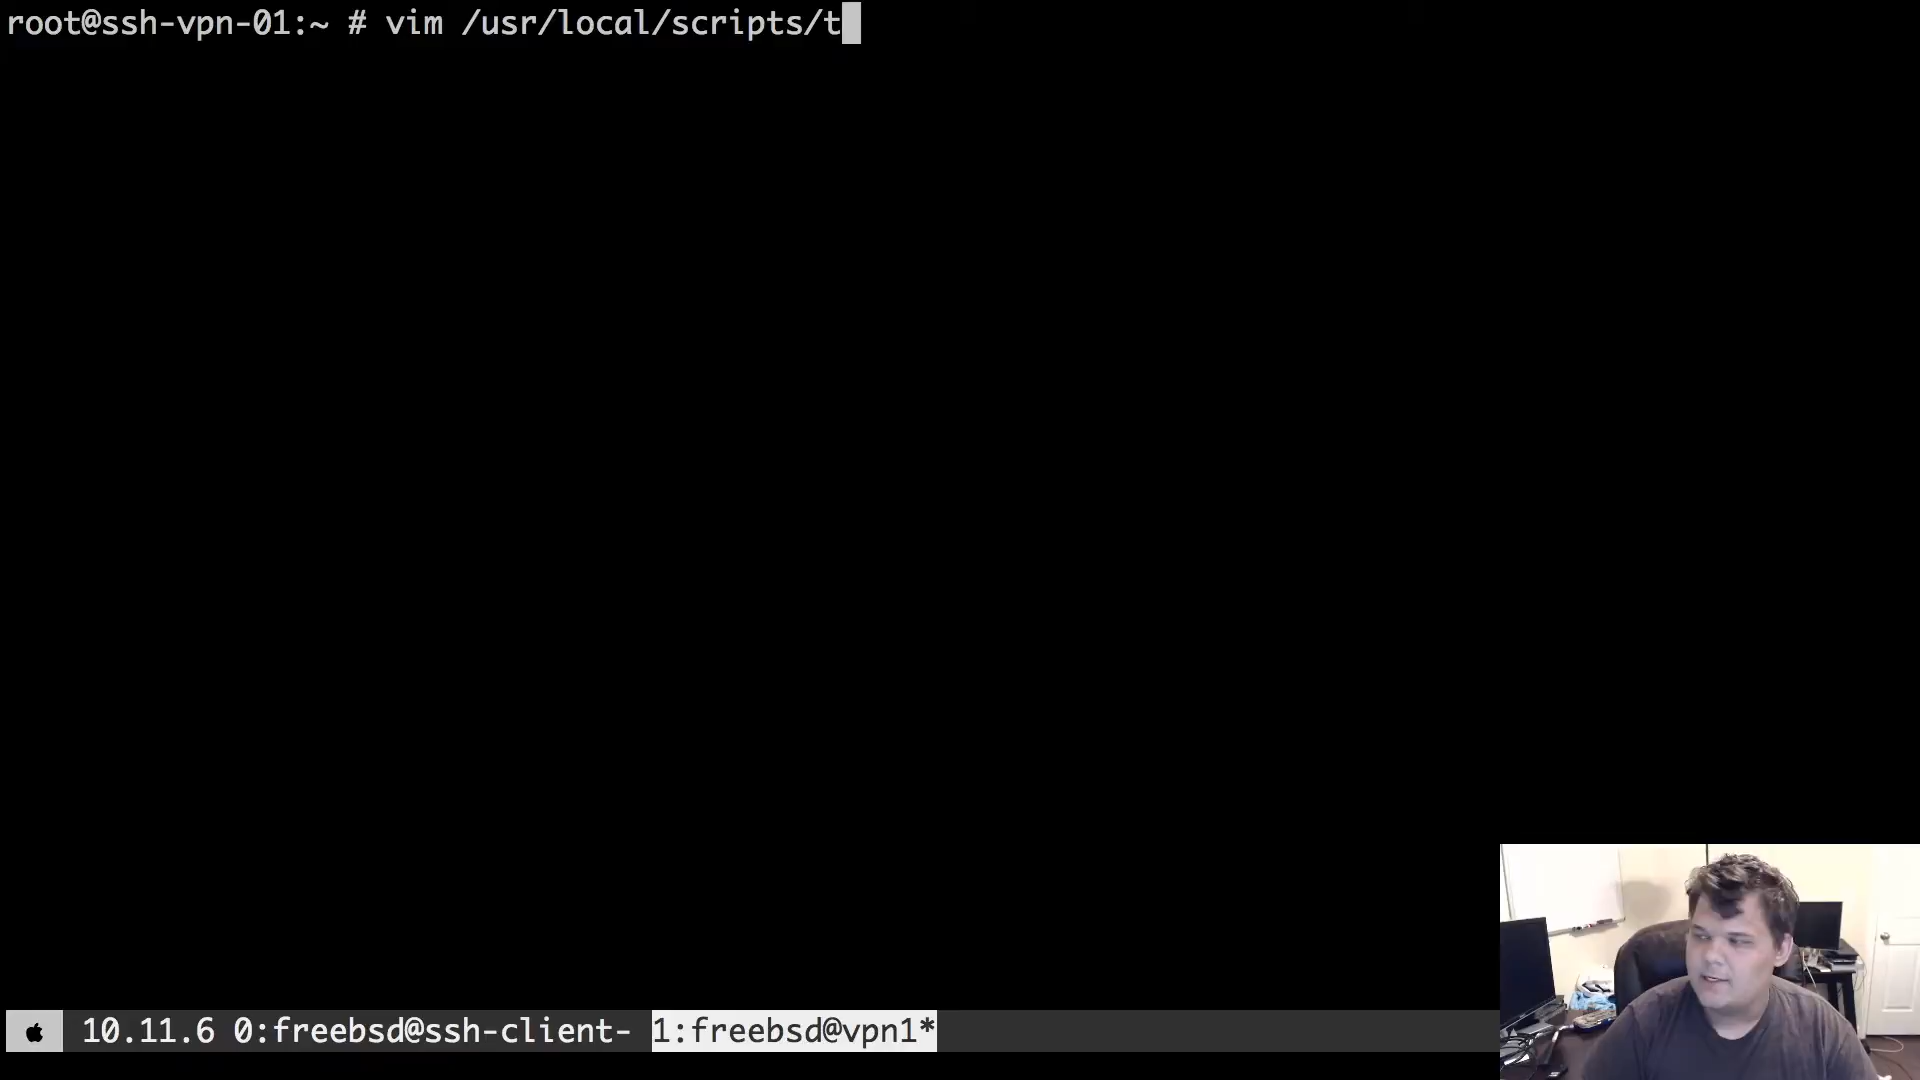 root@ssh-vpn-01:~ # vim /usr/local/scripts/t
10.11.6 0:freebsd@ssh-client- 1:freebsd@vpn1*